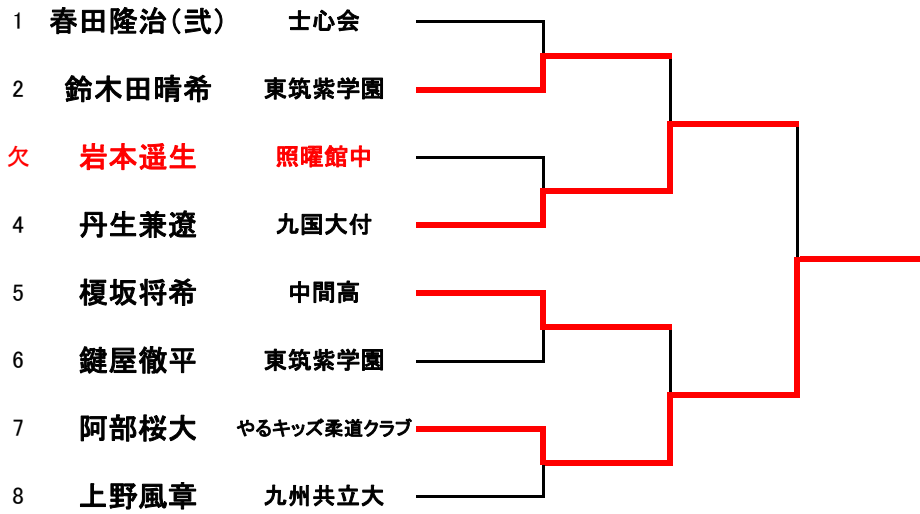 1 春田隆治(弐) 士心会
2 鈴木田晴希 東筑紫学園
欠 岩本遥生 照曜館中
4 丹生兼遼 九国大付
5 榎坂将希 中間高
6 鍵屋徹平 東筑紫学園
7 阿部桜大 やるキッズ柔道クラブ
8 上野風章 九州共立大